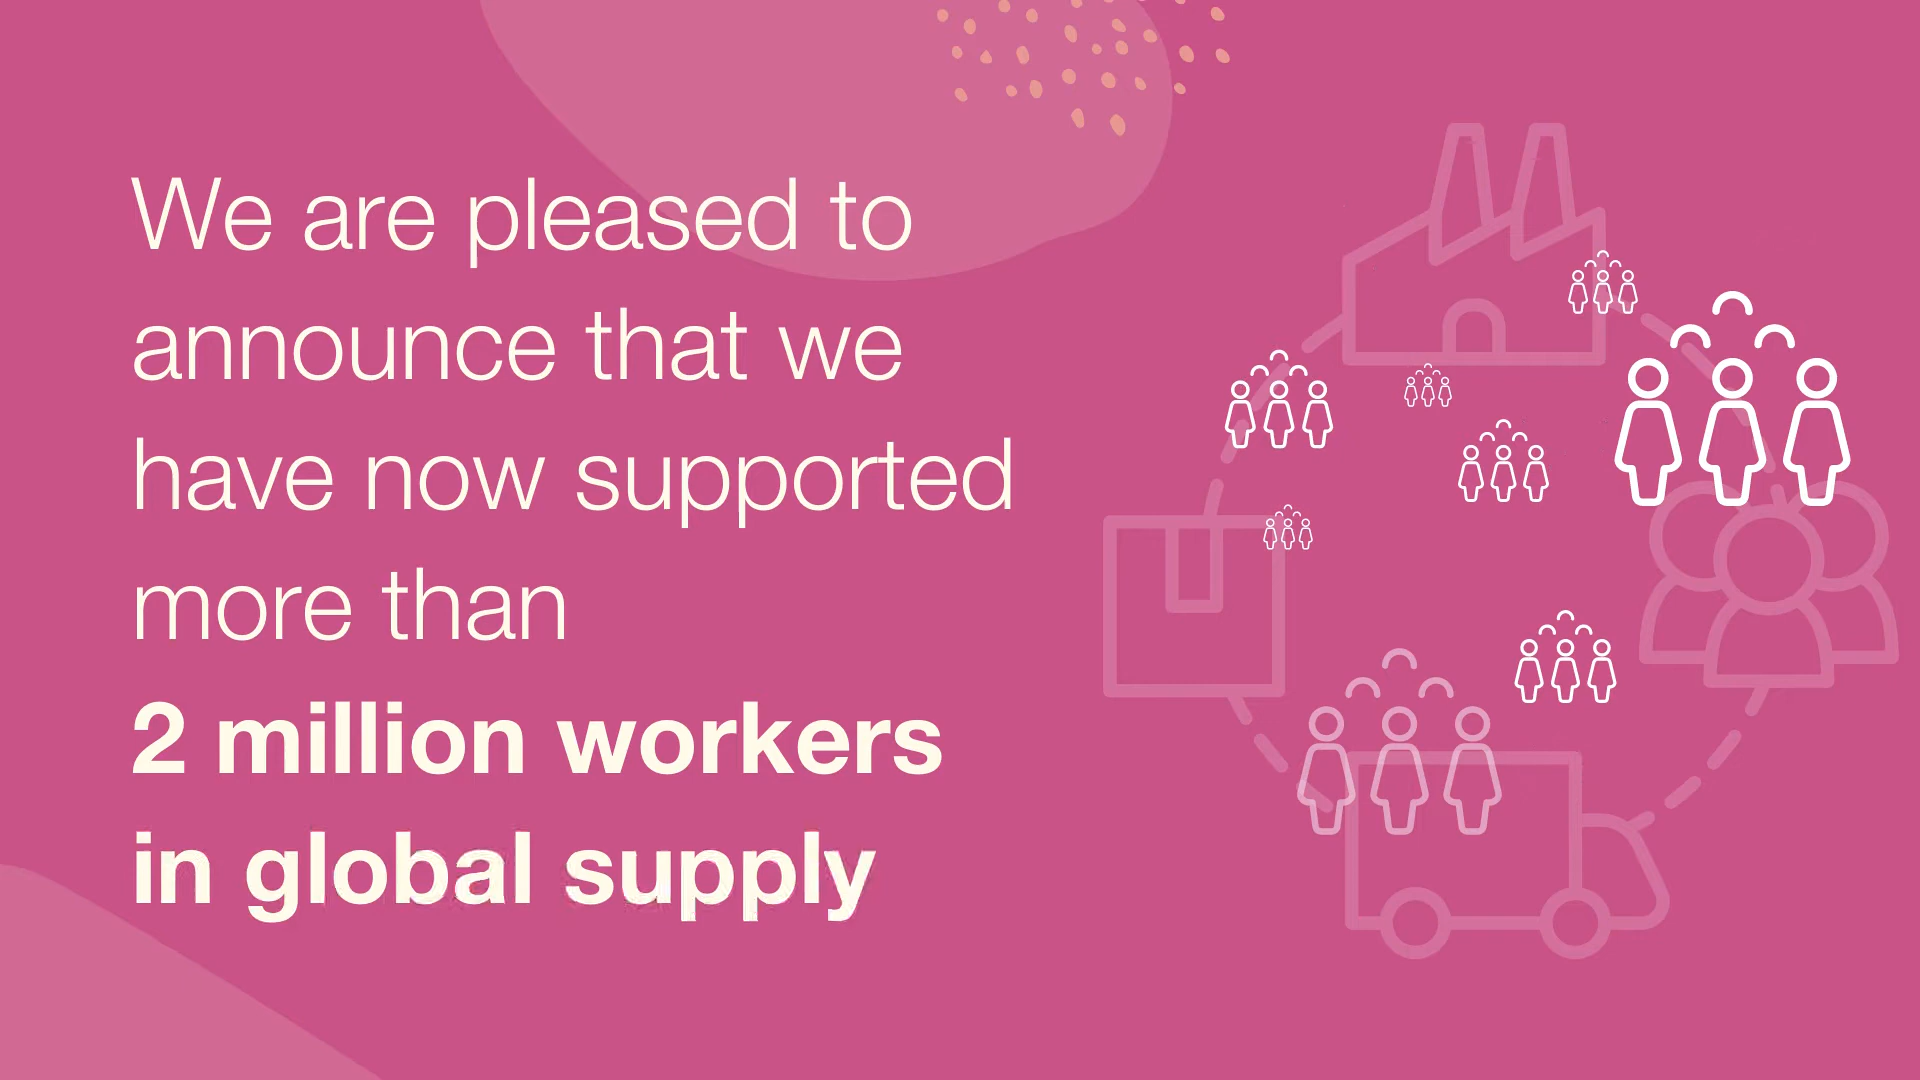 We are pleased to
announce that we
have now supported
more than
2 million workers
in global supply